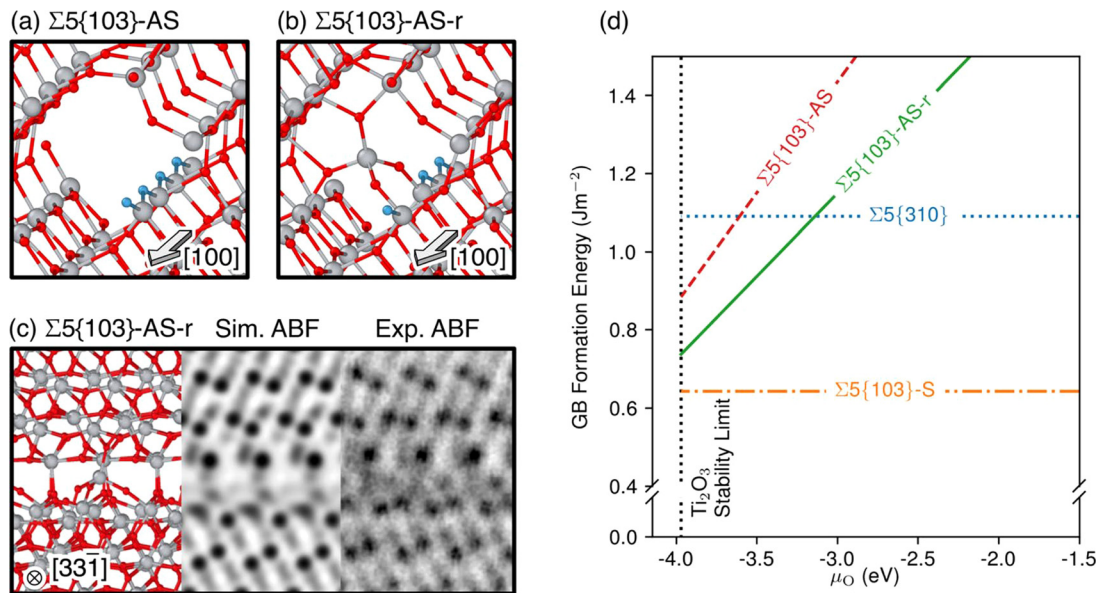 (a) Σ5{103}-AS
(b) Σ5{103}-AS-r
(d)
[100]
[100]
(c) Σ5{103}-AS-r Sim. ABF Exp. ABF
[331̄]
GB Formation Energy (Jm⁻²)
1.4
1.2
1.0
0.8
0.6
0.4
0.0
Σ5{103}-AS
Σ5{103}-AS-r
Σ5{310}
Σ5{103}-S
Ti₂O₃
Stability Limit
-4.0 -3.5 -3.0 -2.5 -2.0 -1.5
μO (eV)